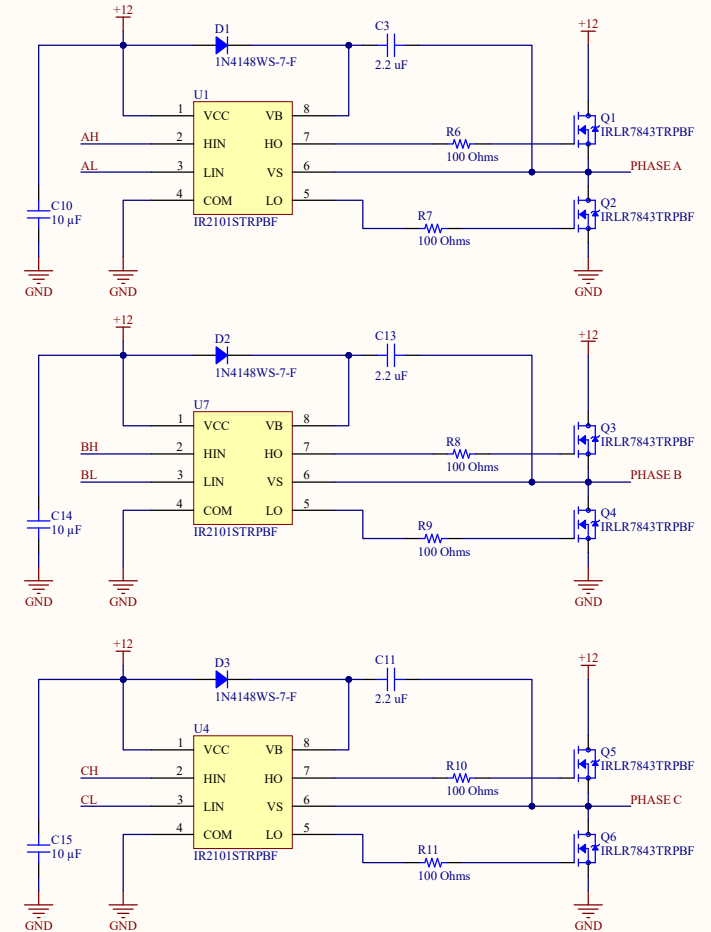 +12
D1
1N4148WS-7-F
C3
2.2 uF
+12
U1
1 VCC VB 8
2 HIN HO 7
3 LIN VS 6
4 COM LO 5
IR2101STRPBF
AH
AL
C10
10 µF
R6
100 Ohms
R7
100 Ohms
Q1
IRLR7843TRPBF
PHASE A
Q2
IRLR7843TRPBF
GND
GND
GND
+12
D2
1N4148WS-7-F
C13
2.2 uF
+12
U7
1 VCC VB 8
2 HIN HO 7
3 LIN VS 6
4 COM LO 5
IR2101STRPBF
BH
BL
C14
10 µF
R8
100 Ohms
R9
100 Ohms
Q3
IRLR7843TRPBF
PHASE B
Q4
IRLR7843TRPBF
GND
GND
GND
+12
D3
1N4148WS-7-F
C11
2.2 uF
+12
U4
1 VCC VB 8
2 HIN HO 7
3 LIN VS 6
4 COM LO 5
IR2101STRPBF
CH
CL
C15
10 µF
R10
100 Ohms
R11
100 Ohms
Q5
IRLR7843TRPBF
PHASE C
Q6
IRLR7843TRPBF
GND
GND
GND